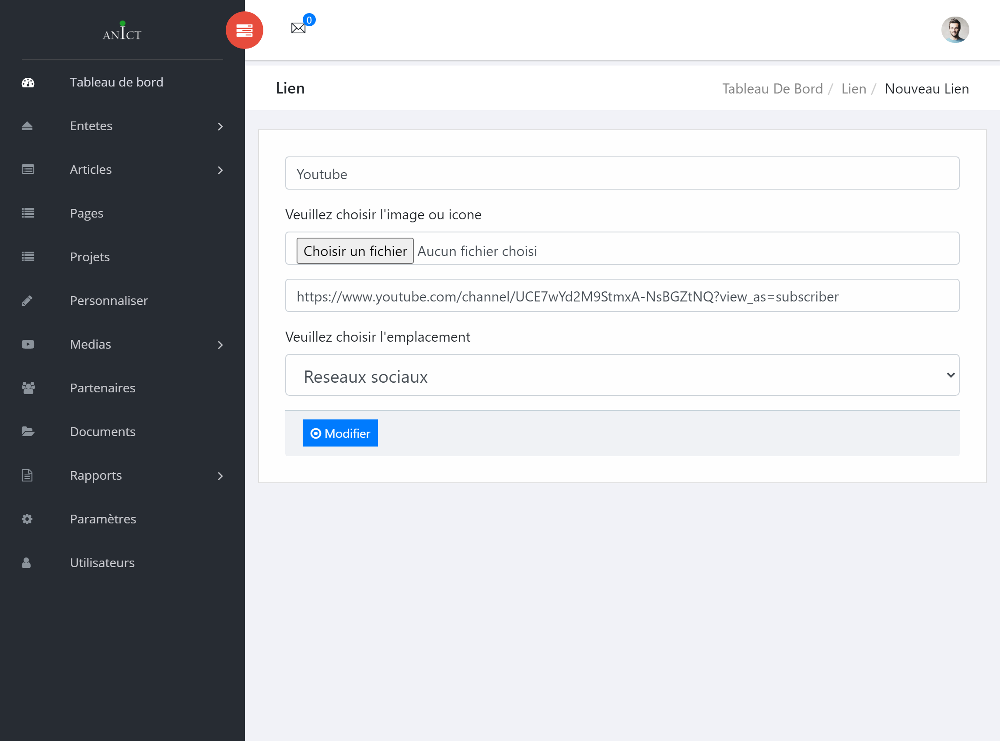 ANICT
0
Tableau de bord
Entetes
Articles
Pages
Projets
Personnaliser
Medias
Partenaires
Documents
Rapports
Paramètres
Utilisateurs
Lien
Tableau De Bord / Lien / Nouveau Lien
Youtube
Veuillez choisir l'image ou icone
Choisir un fichier Aucun fichier choisi
https://www.youtube.com/channel/UCE7wYd2M9StmxA-NsBGZtNQ?view_as=subscriber
Veuillez choisir l'emplacement
Reseaux sociaux
Modifier